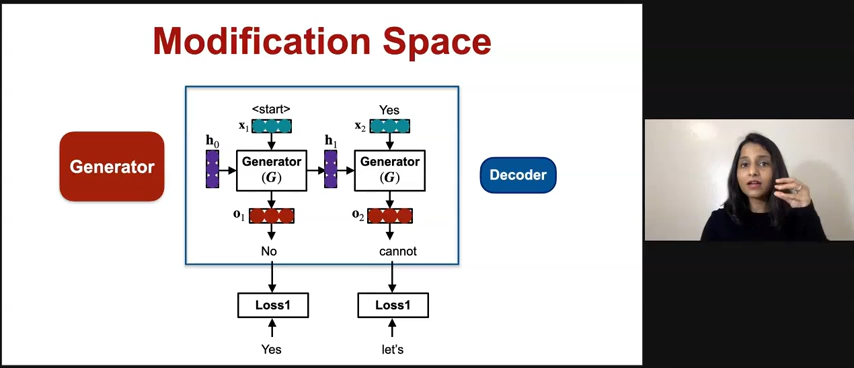 Modification Space
<start> Yes
x1 x2
h0 h1
Generator
Generator (G)
Generator (G)
Decoder
o1 o2
No cannot
Loss1 Loss1
Yes let's